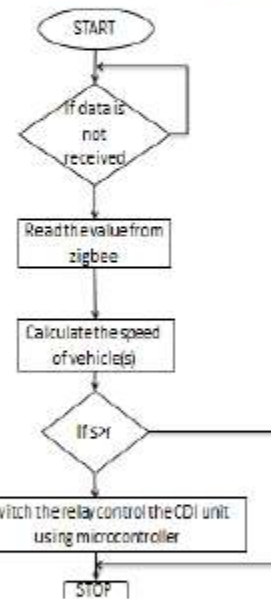 START
If data is
not
received
Read the value from
zigbee
Calculate the speed
of vehicle(s)
If s>r
witch the relay control the CDI unit
using microcontroller
STOP